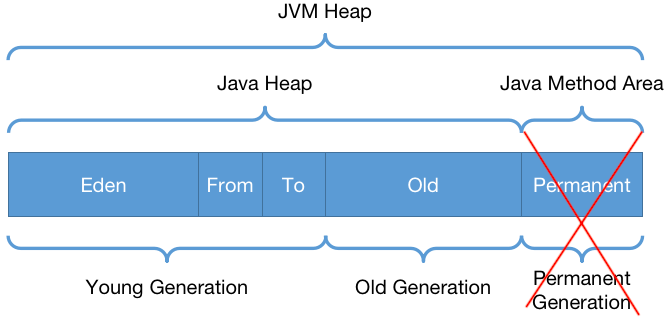 JVM Heap
Java Heap
Java Method Area
Eden
From
To
Old
Permanent
Young Generation
Old Generation
Permanent
Generation